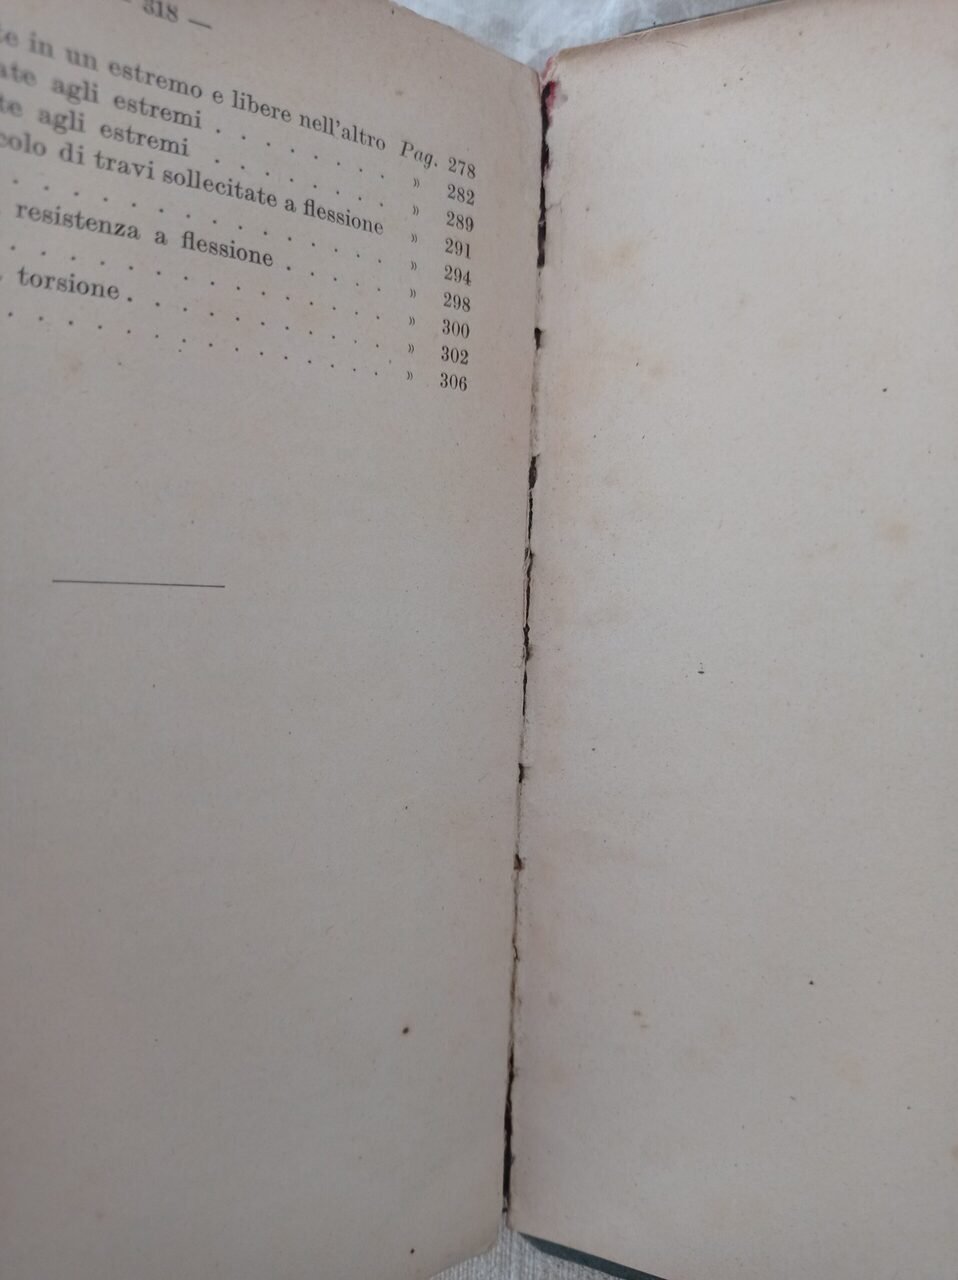 — 318 —
te in un estremo e libere nell'altro Pag. 278
ate agli estremi . . . . . . . » 282
te agli estremi . . . . . . . » 289
colo di travi sollecitate a flessione » 291
. . . . . . . . . . . . . . » 294
resistenza a flessione . . . . » 298
. . . . . . . . . . . . . . » 300
torsione . . . . . . . . . . » 302
. . . . . . . . . . . . . . » 306